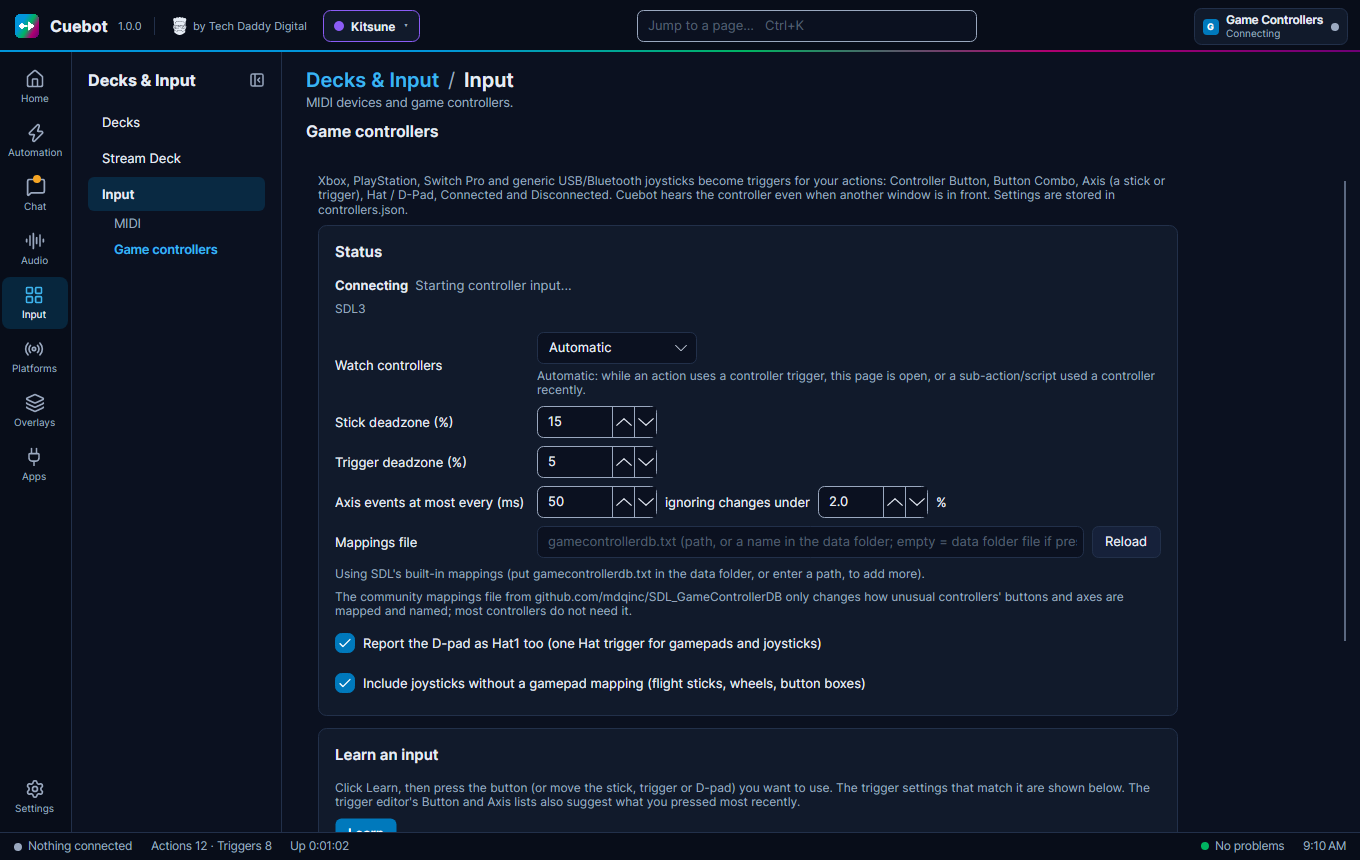 Cuebot 1.0.0 by Tech Daddy Digital Kitsune
Jump to a page... Ctrl+K
G Game Controllers
Connecting
Home
Automation
Chat
Audio
Input
Platforms
Overlays
Apps
Settings
Decks & Input
Decks
Stream Deck
Input
MIDI
Game controllers
Decks & Input / Input
MIDI devices and game controllers.
Game controllers
Xbox, PlayStation, Switch Pro and generic USB/Bluetooth joysticks become triggers for your actions: Controller Button, Button Combo, Axis (a stick or
trigger), Hat / D-Pad, Connected and Disconnected. Cuebot hears the controller even when another window is in front. Settings are stored in
controllers.json.
Status
Connecting Starting controller input...
SDL3
Watch controllers Automatic
Automatic: while an action uses a controller trigger, this page is open, or a sub-action/script used a controller
recently.
Stick deadzone (%) 15
Trigger deadzone (%) 5
Axis events at most every (ms) 50 ignoring changes under 2.0 %
Mappings file gamecontrollerdb.txt (path, or a name in the data folder; empty = data folder file if pre Reload
Using SDL's built-in mappings (put gamecontrollerdb.txt in the data folder, or enter a path, to add more).
The community mappings file from github.com/mdqinc/SDL_GameControllerDB only changes how unusual controllers' buttons and axes are
mapped and named; most controllers do not need it.
Report the D-pad as Hat1 too (one Hat trigger for gamepads and joysticks)
Include joysticks without a gamepad mapping (flight sticks, wheels, button boxes)
Learn an input
Click Learn, then press the button (or move the stick, trigger or D-pad) you want to use. The trigger settings that match it are shown below. The
trigger editor's Button and Axis lists also suggest what you pressed most recently.
Learn
Nothing connected Actions 12 · Triggers 8 Up 0:01:02
No problems 9:10 AM